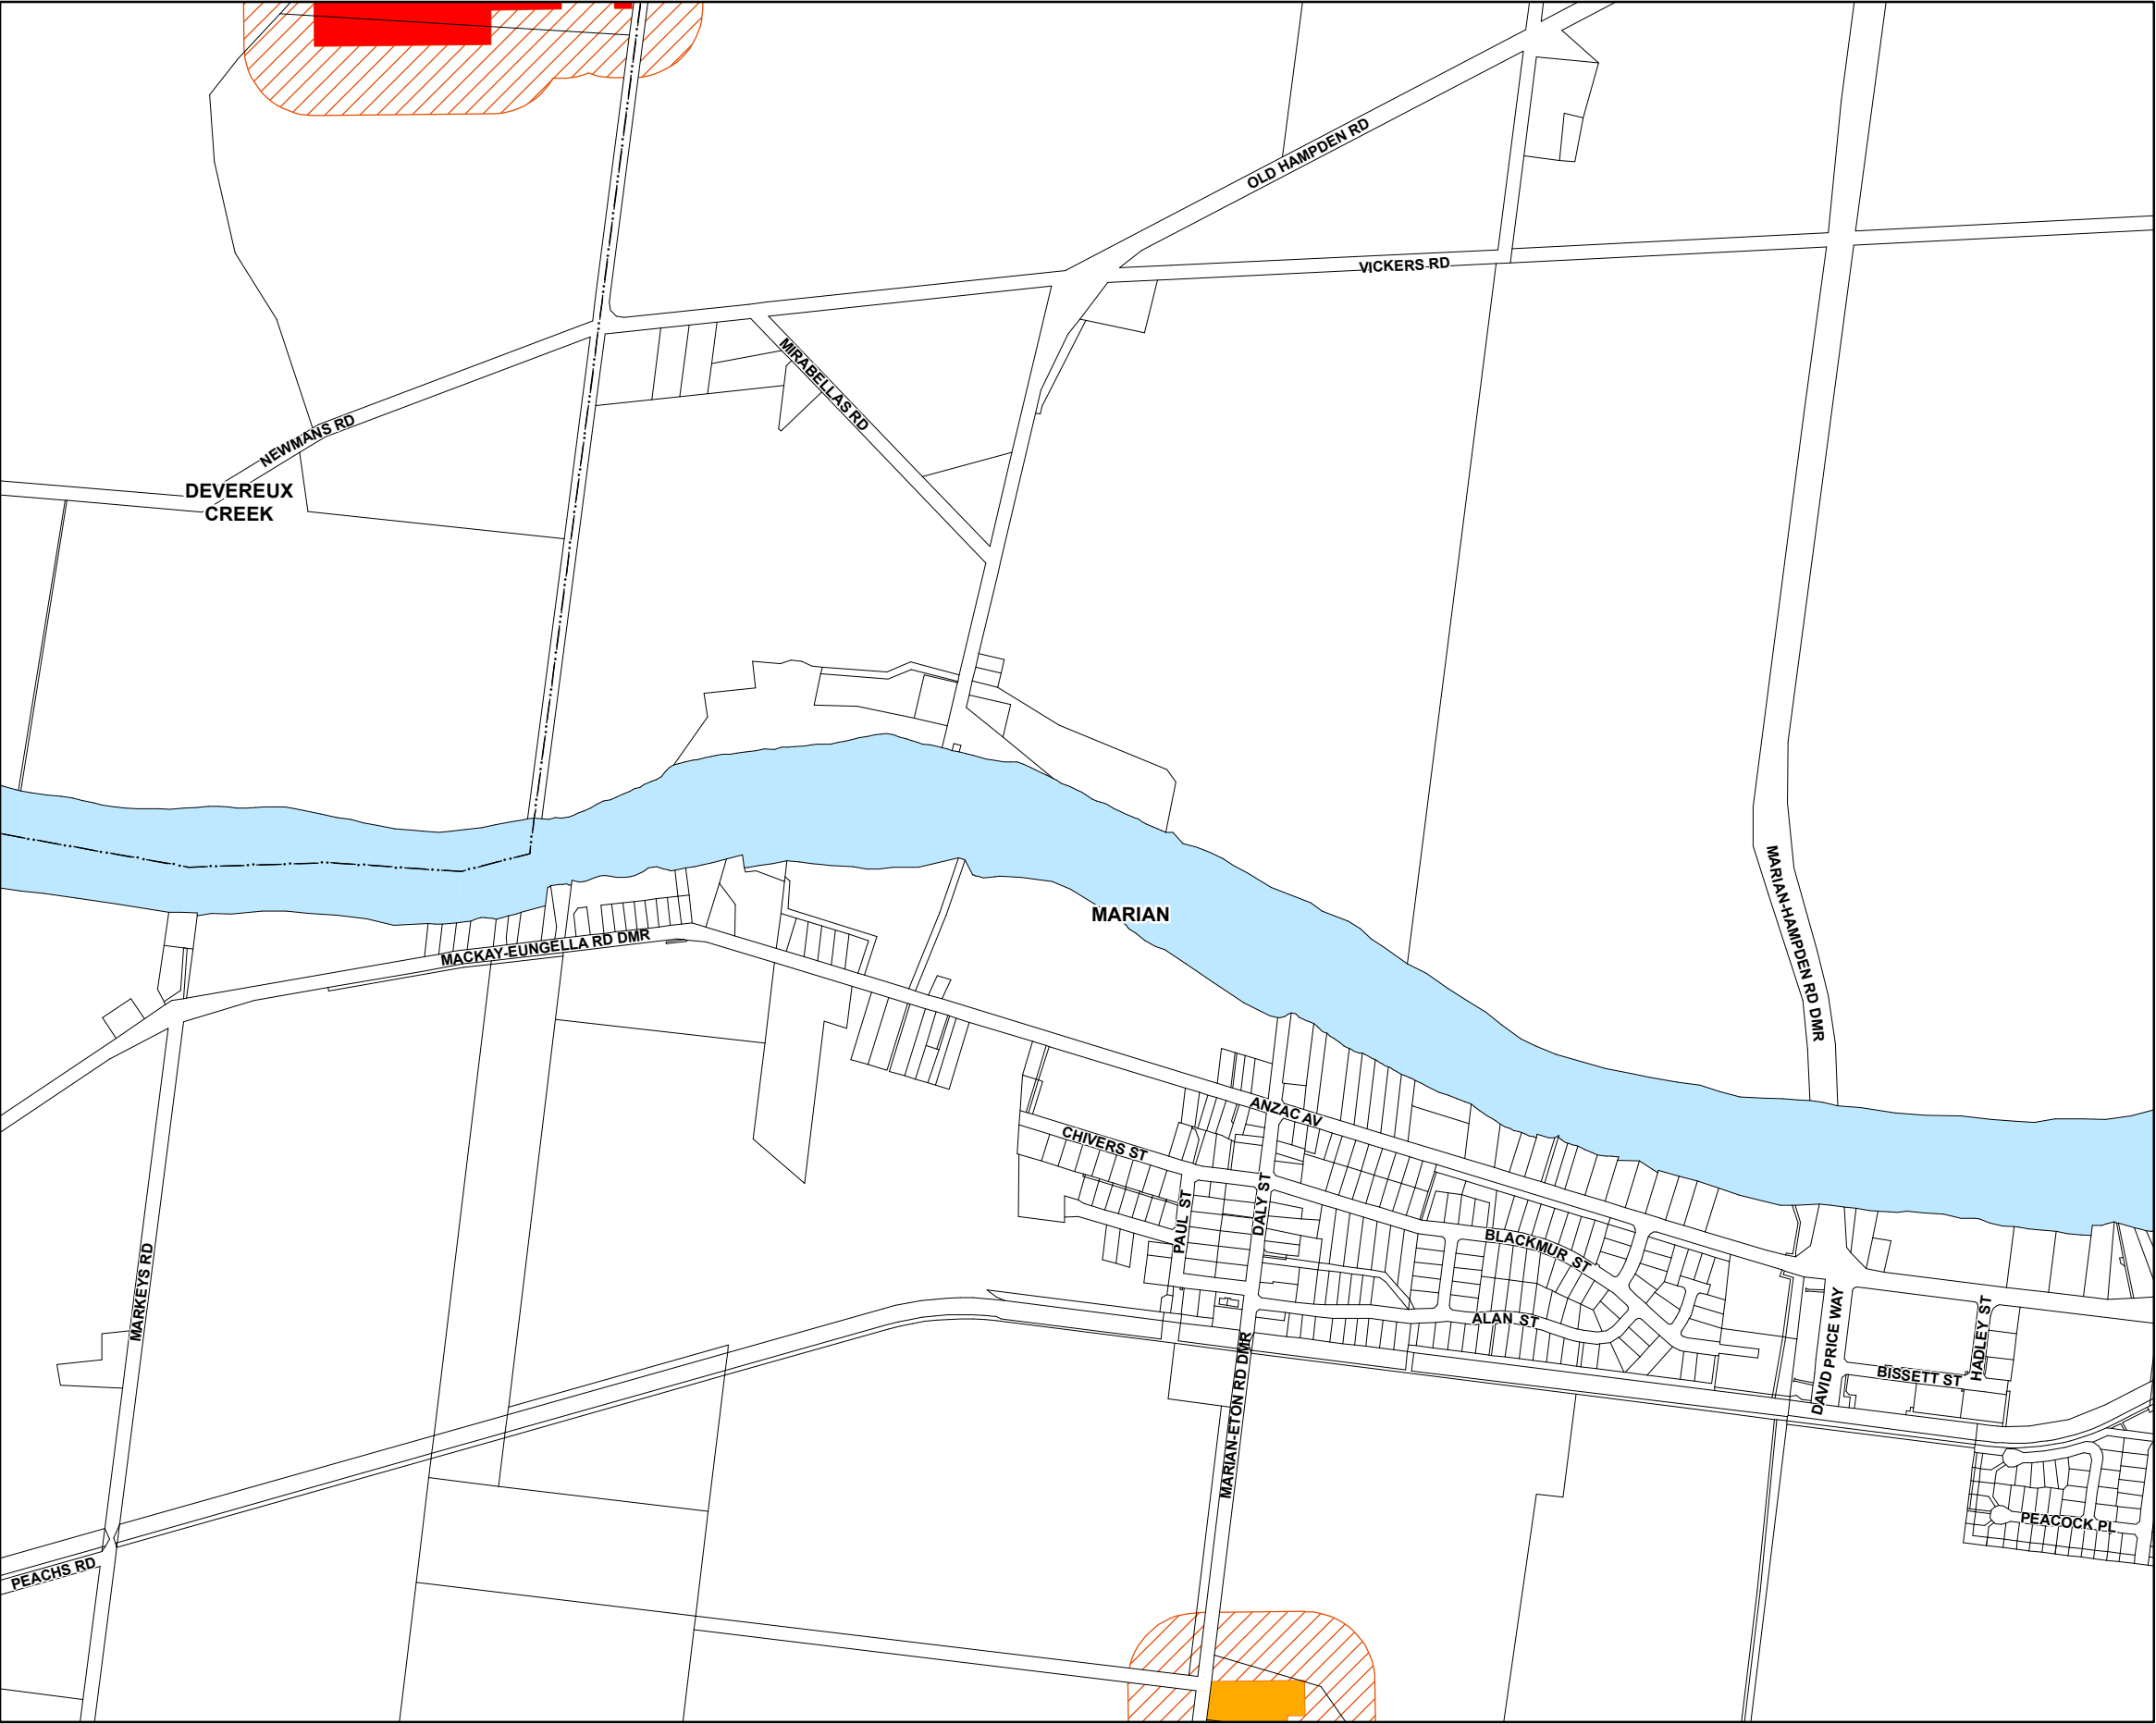 OLD HAMPDEN RD
VICKERS RD
MIRABELLAS RD
NEWMANS RD
DEVEREUX
CREEK
MARIAN-HAMPDEN RD DMR
MARIAN
MACKAY-EUNGELLA RD DMR
ANZAC AV
CHIVERS ST
PAUL ST
DALY ST
BLACKMUR ST
ALAN ST
MARKEYS RD
DAVID PRICE WAY
HADLEY ST
BISSETT ST
MARIAN-ETON RD DMR
PEACOCK PL
PEACHS RD